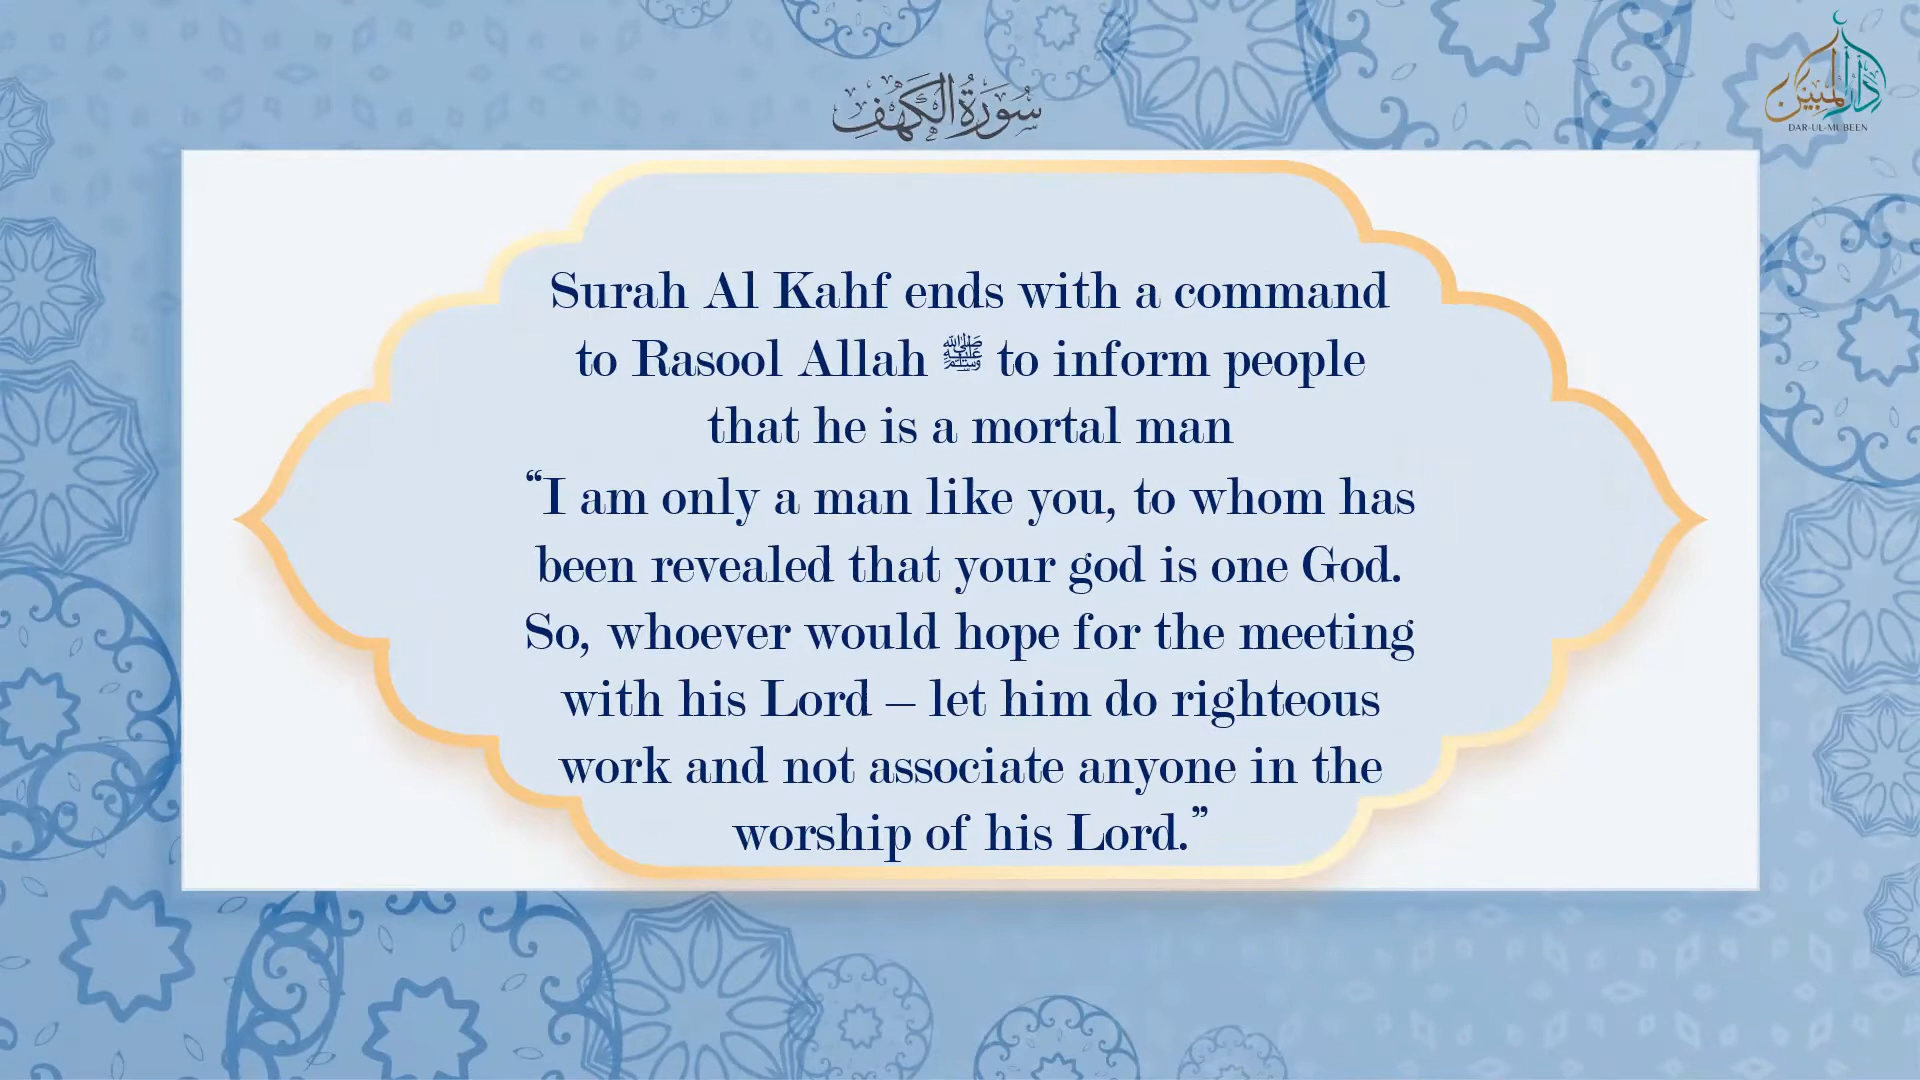 سُورَةُ الكَهْفِ
دَارُ المُبِيْن
DAR-UL-MUBEEN
Surah Al Kahf ends with a command
to Rasool Allah ﷺ to inform people
that he is a mortal man
“I am only a man like you, to whom has
been revealed that your god is one God.
So, whoever would hope for the meeting
with his Lord – let him do righteous
work and not associate anyone in the
worship of his Lord.”